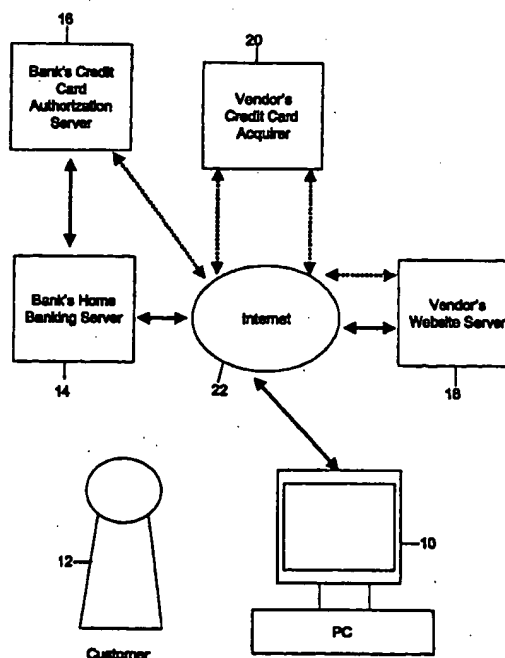 16
20
Bank's Credit
Card
Authorization
Server
Vendor's
Credit Card
Acquirer
Bank's Home
Banking Server
Internet
Vendor's
Website Server
14
22
18
12
10
PC
Customer